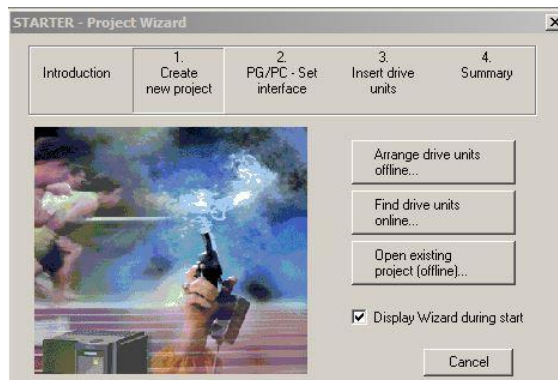 STARTER - Project Wizard
Introduction
1.
Create
new project
2.
PG/PC - Set
interface
3.
Insert drive
units
4.
Summary
Arrange drive units
offline...
Find drive units
online...
Open existing
project (offline)...
Display Wizard during start
Cancel